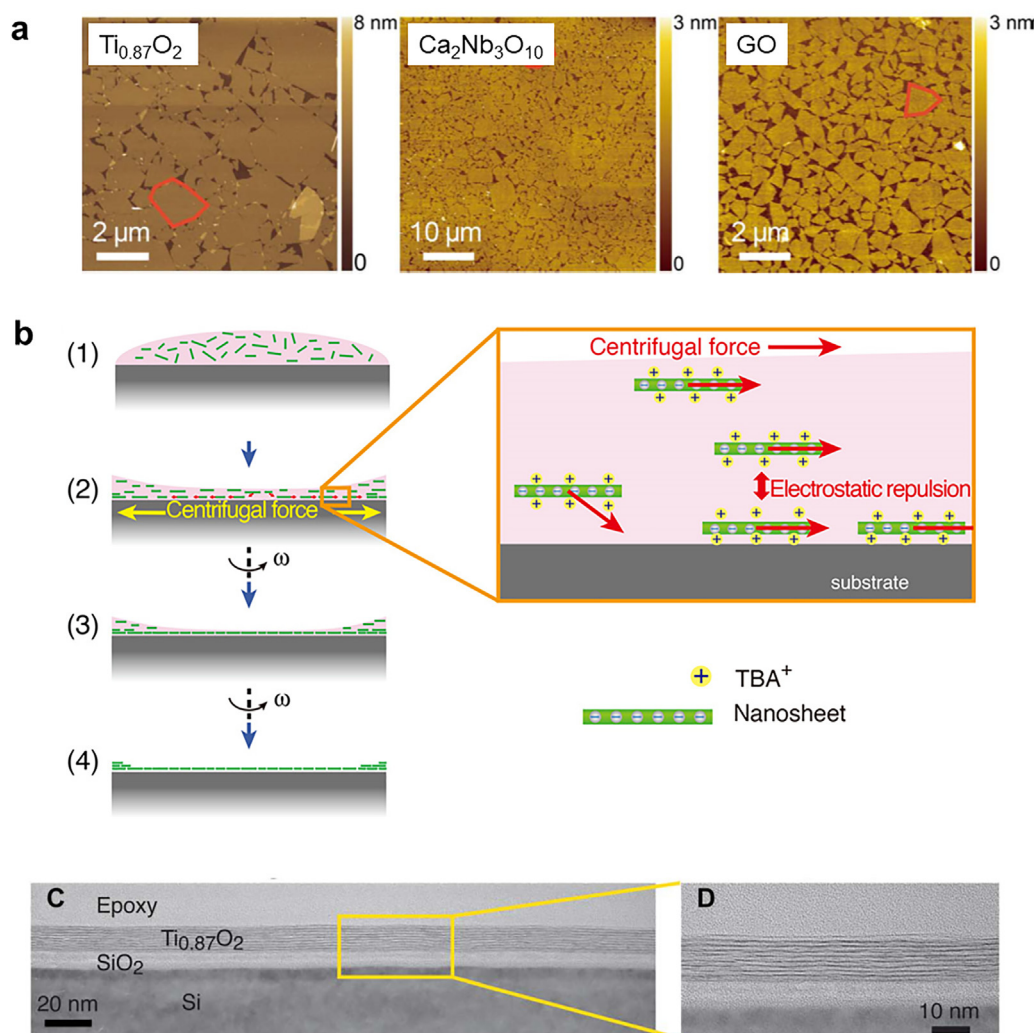 a
Ti0.87O2
8 nm
0
2 μm
Ca2Nb3O10
3 nm
0
10 μm
GO
3 nm
0
2 μm
b
(1)
(2)
Centrifugal force
ω
(3)
ω
(4)
Centrifugal force
+ + +
− − − − − −
+ + +
+ + +
− − − − − −
+ + +
+ + +
− − − − − −
+ + +
Electrostatic repulsion
+ + +
− − − − − −
+ + +
+ + +
− − − − − −
+ + +
substrate
+ TBA+
− − − − − − Nanosheet
C
Epoxy
Ti0.87O2
SiO2
20 nm
Si
D
10 nm